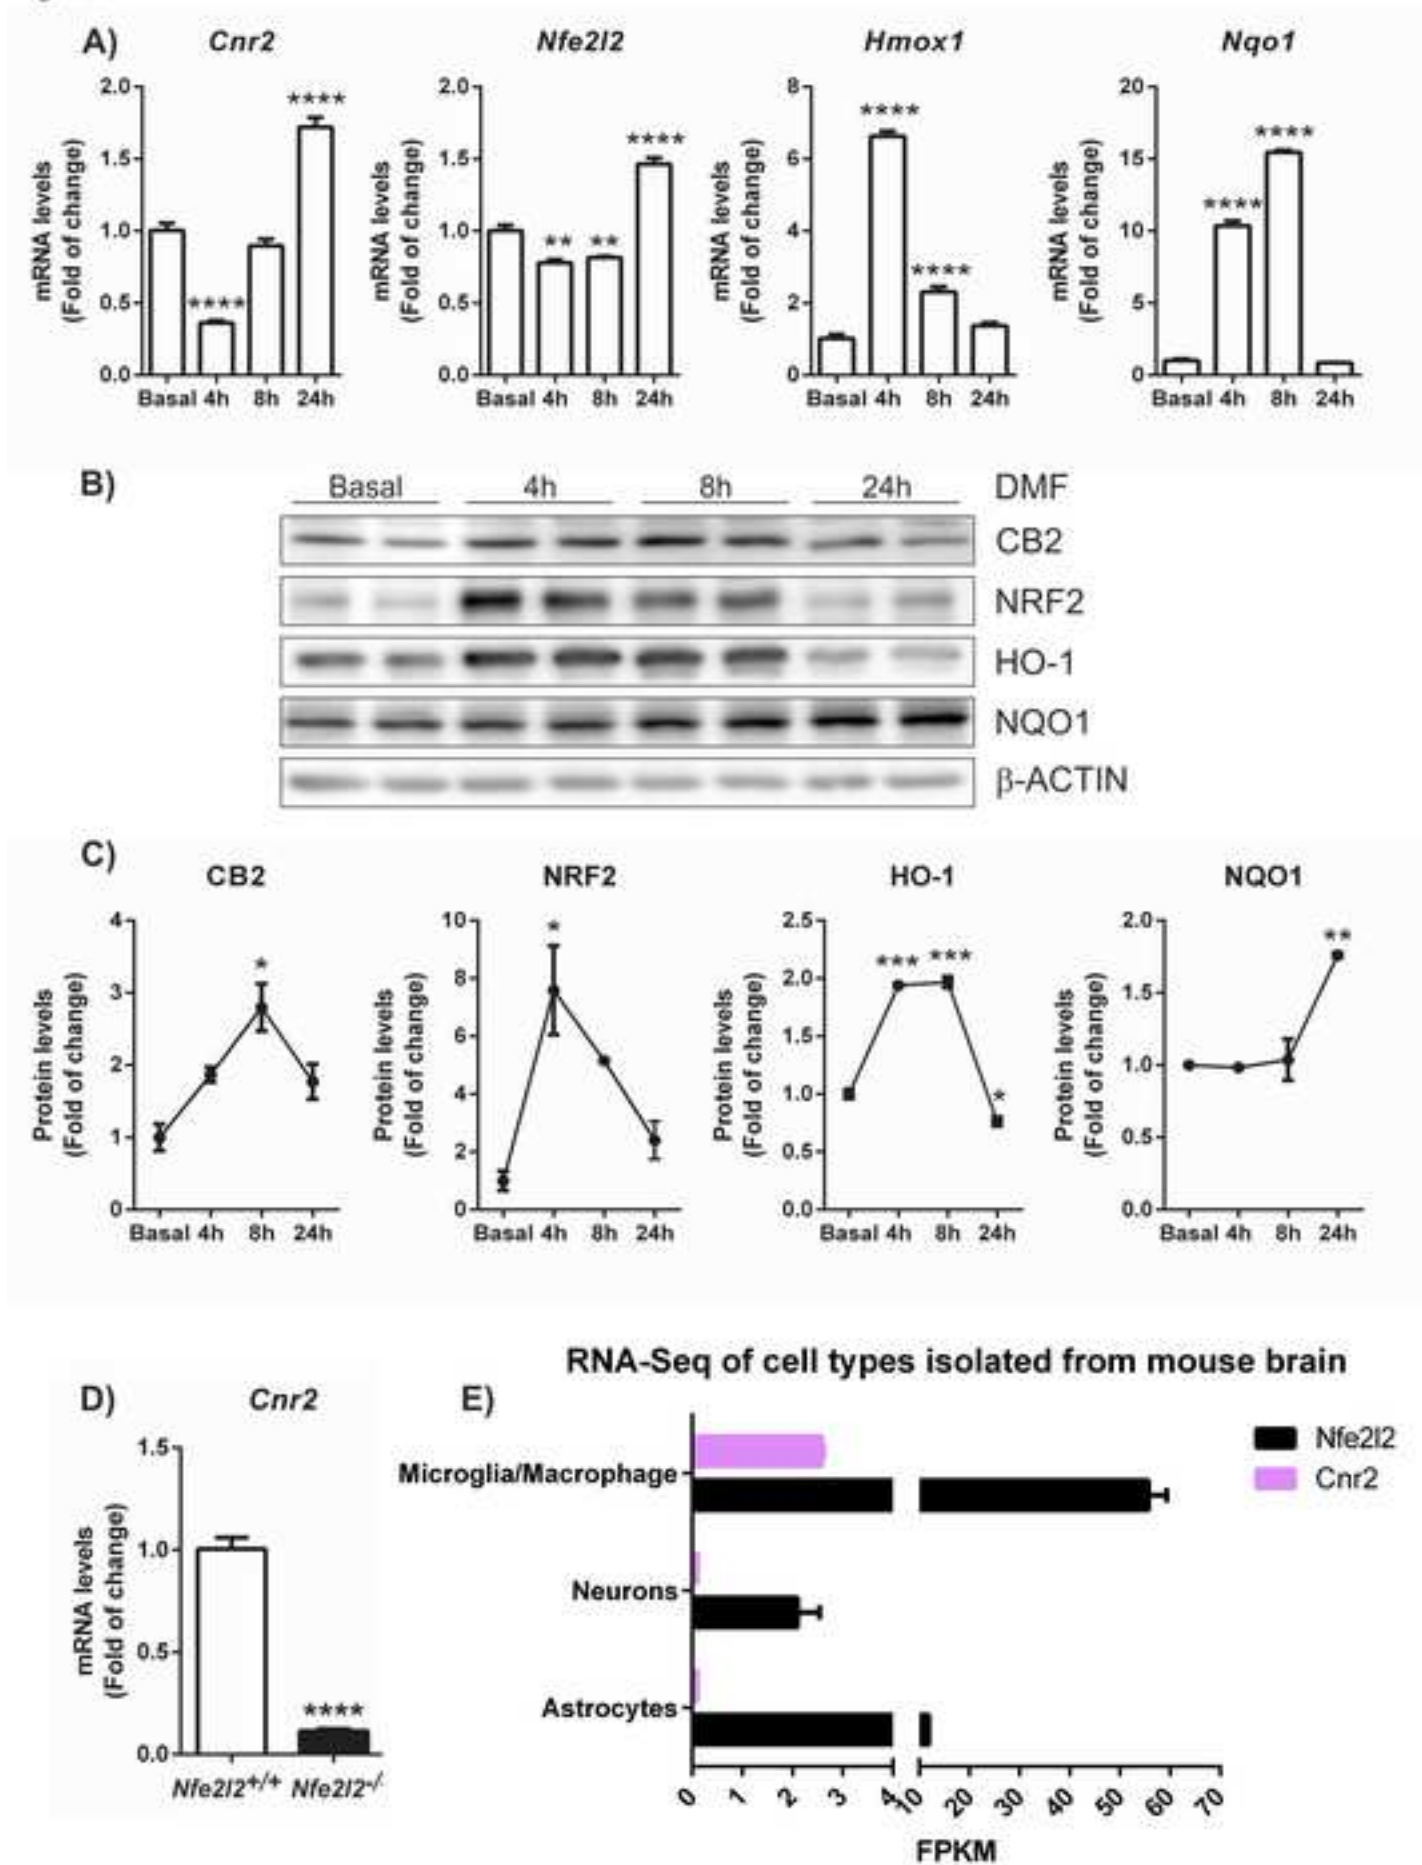 A)
Cnr2
Nfe2l2
Hmox1
Nqo1
mRNA levels
(Fold of change)
2.0
1.5
1.0
0.5
0.0
****
****
Basal 4h 8h 24h
mRNA levels
(Fold of change)
2.0
1.5
1.0
0.5
0.0
** ** ****
Basal 4h 8h 24h
mRNA levels
(Fold of change)
8
6
4
2
0
****
****
Basal 4h 8h 24h
mRNA levels
(Fold of change)
20
15
10
5
0
****
****
Basal 4h 8h 24h
B)
Basal 4h 8h 24h DMF
CB2
NRF2
HO-1
NQO1
β-ACTIN
C)
CB2
NRF2
HO-1
NQO1
Protein levels
(Fold of change)
4
3
2
1
0
*
Basal 4h 8h 24h
Protein levels
(Fold of change)
10
8
6
4
2
0
*
Basal 4h 8h 24h
Protein levels
(Fold of change)
2.5
2.0
1.5
1.0
0.5
0.0
*** ***
*
Basal 4h 8h 24h
Protein levels
(Fold of change)
2.0
1.5
1.0
0.5
0.0
**
Basal 4h 8h 24h
D)
Cnr2
mRNA levels
(Fold of change)
1.5
1.0
0.5
0.0
****
Nfe2l2+/+ Nfe2l2-/
E)
RNA-Seq of cell types isolated from mouse brain
Nfe2l2
Cnr2
Microglia/Macrophage
Neurons
Astrocytes
0 1 2 3 4 10 20 30 40 50 60 70
FPKM